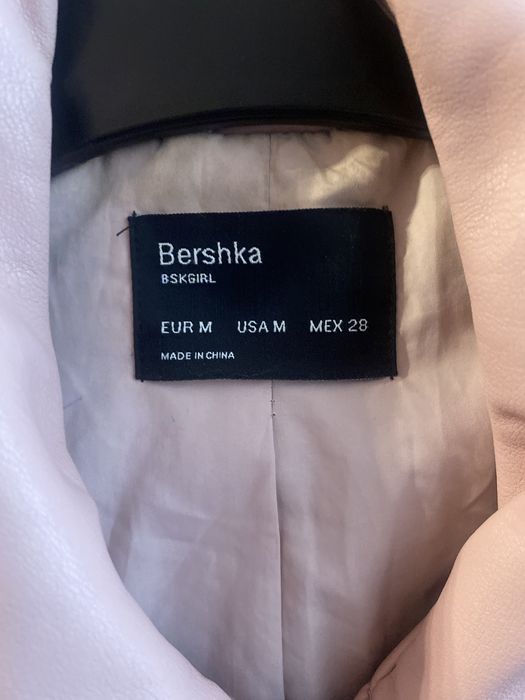 Bershka
BSKGIRL
EUR M USA M MEX 28
MADE IN CHINA